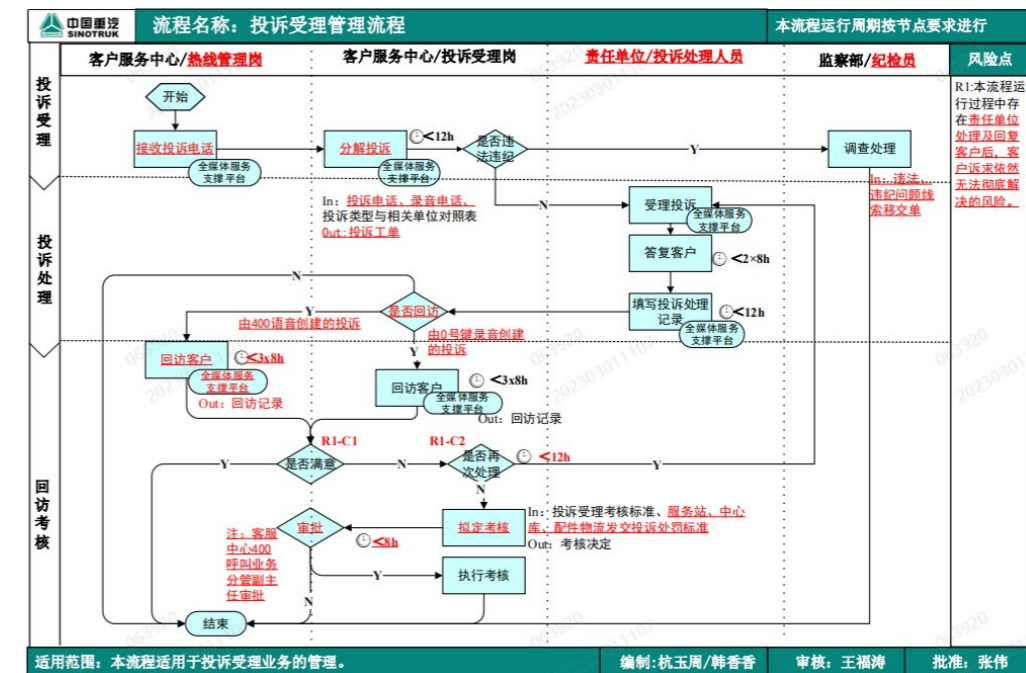 中国重汽
SINOTRUK
流程名称：投诉受理管理流程
本流程运行周期按节点要求进行
客户服务中心/热线管理岗
客户服务中心/投诉受理岗
责任单位/投诉处理人员
监察部/纪检员
风险点
投诉受理
开始
接收投诉电话
全媒体服务
支撑平台
分解投诉
全媒体服务
支撑平台
<12h
是否违
法违纪
Y
调查处理
R1:本流程运
行过程中存
在责任单位
处理及回复
客户后，客
户诉求依然
无法彻底解
决的风险。
In：违法、
违纪问题线
索移交单
In：投诉电话、录音电话、
投诉类型与相关单位对照表
Out:投诉工单
N
投诉处理
受理投诉
全媒体服务
支撑平台
答复客户
<2×8h
填写投诉处理
记录
<12h
全媒体服务
支撑平台
N
Y
是否回访
由400语音创建的投诉
由0号键录音创建
的投诉
Y
回访考核
回访客户
<3x8h
全媒体服务
支撑平台
Out：回访记录
回访客户
<3x8h
全媒体服务
支撑平台
Out：回访记录
R1-C1
R1-C2
Y
是否满意
N
是否再
次处理
<12h
Y
N
注：客服
中心400
呼叫业务
分管副主
任审批
审批
<8h
拟定考核
In：投诉受理考核标准、服务站、中心
库、配件物流发交投诉处罚标准
Out：考核决定
Y
执行考核
N
结束
适用范围：本流程适用于投诉受理业务的管理。
编制:杭玉周/韩香香
审核：王福涛
批准：张伟
063920
20230301107